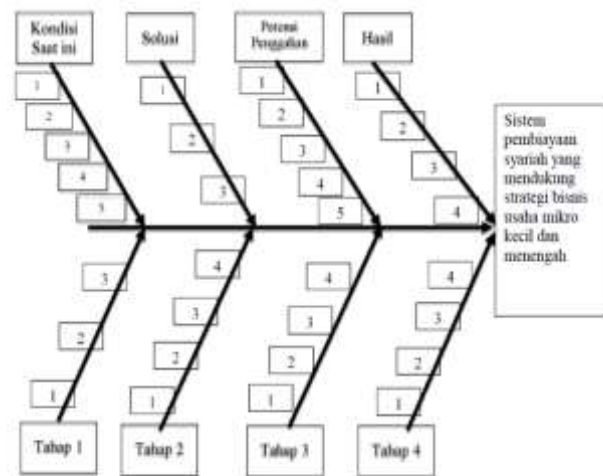 Kondisi
Saat ini
Solusi
Potensi
Penggalian
Hasil
1
2
3
4
5
1
2
3
1
2
3
4
5
1
2
3
4
Sistem
pembiayaan
syariah yang
mendukung
strategi bisnis
usaha mikro
kecil dan
menengah
3
2
1
4
3
2
1
4
3
2
1
4
3
2
1
Tahap 1
Tahap 2
Tahap 3
Tahap 4